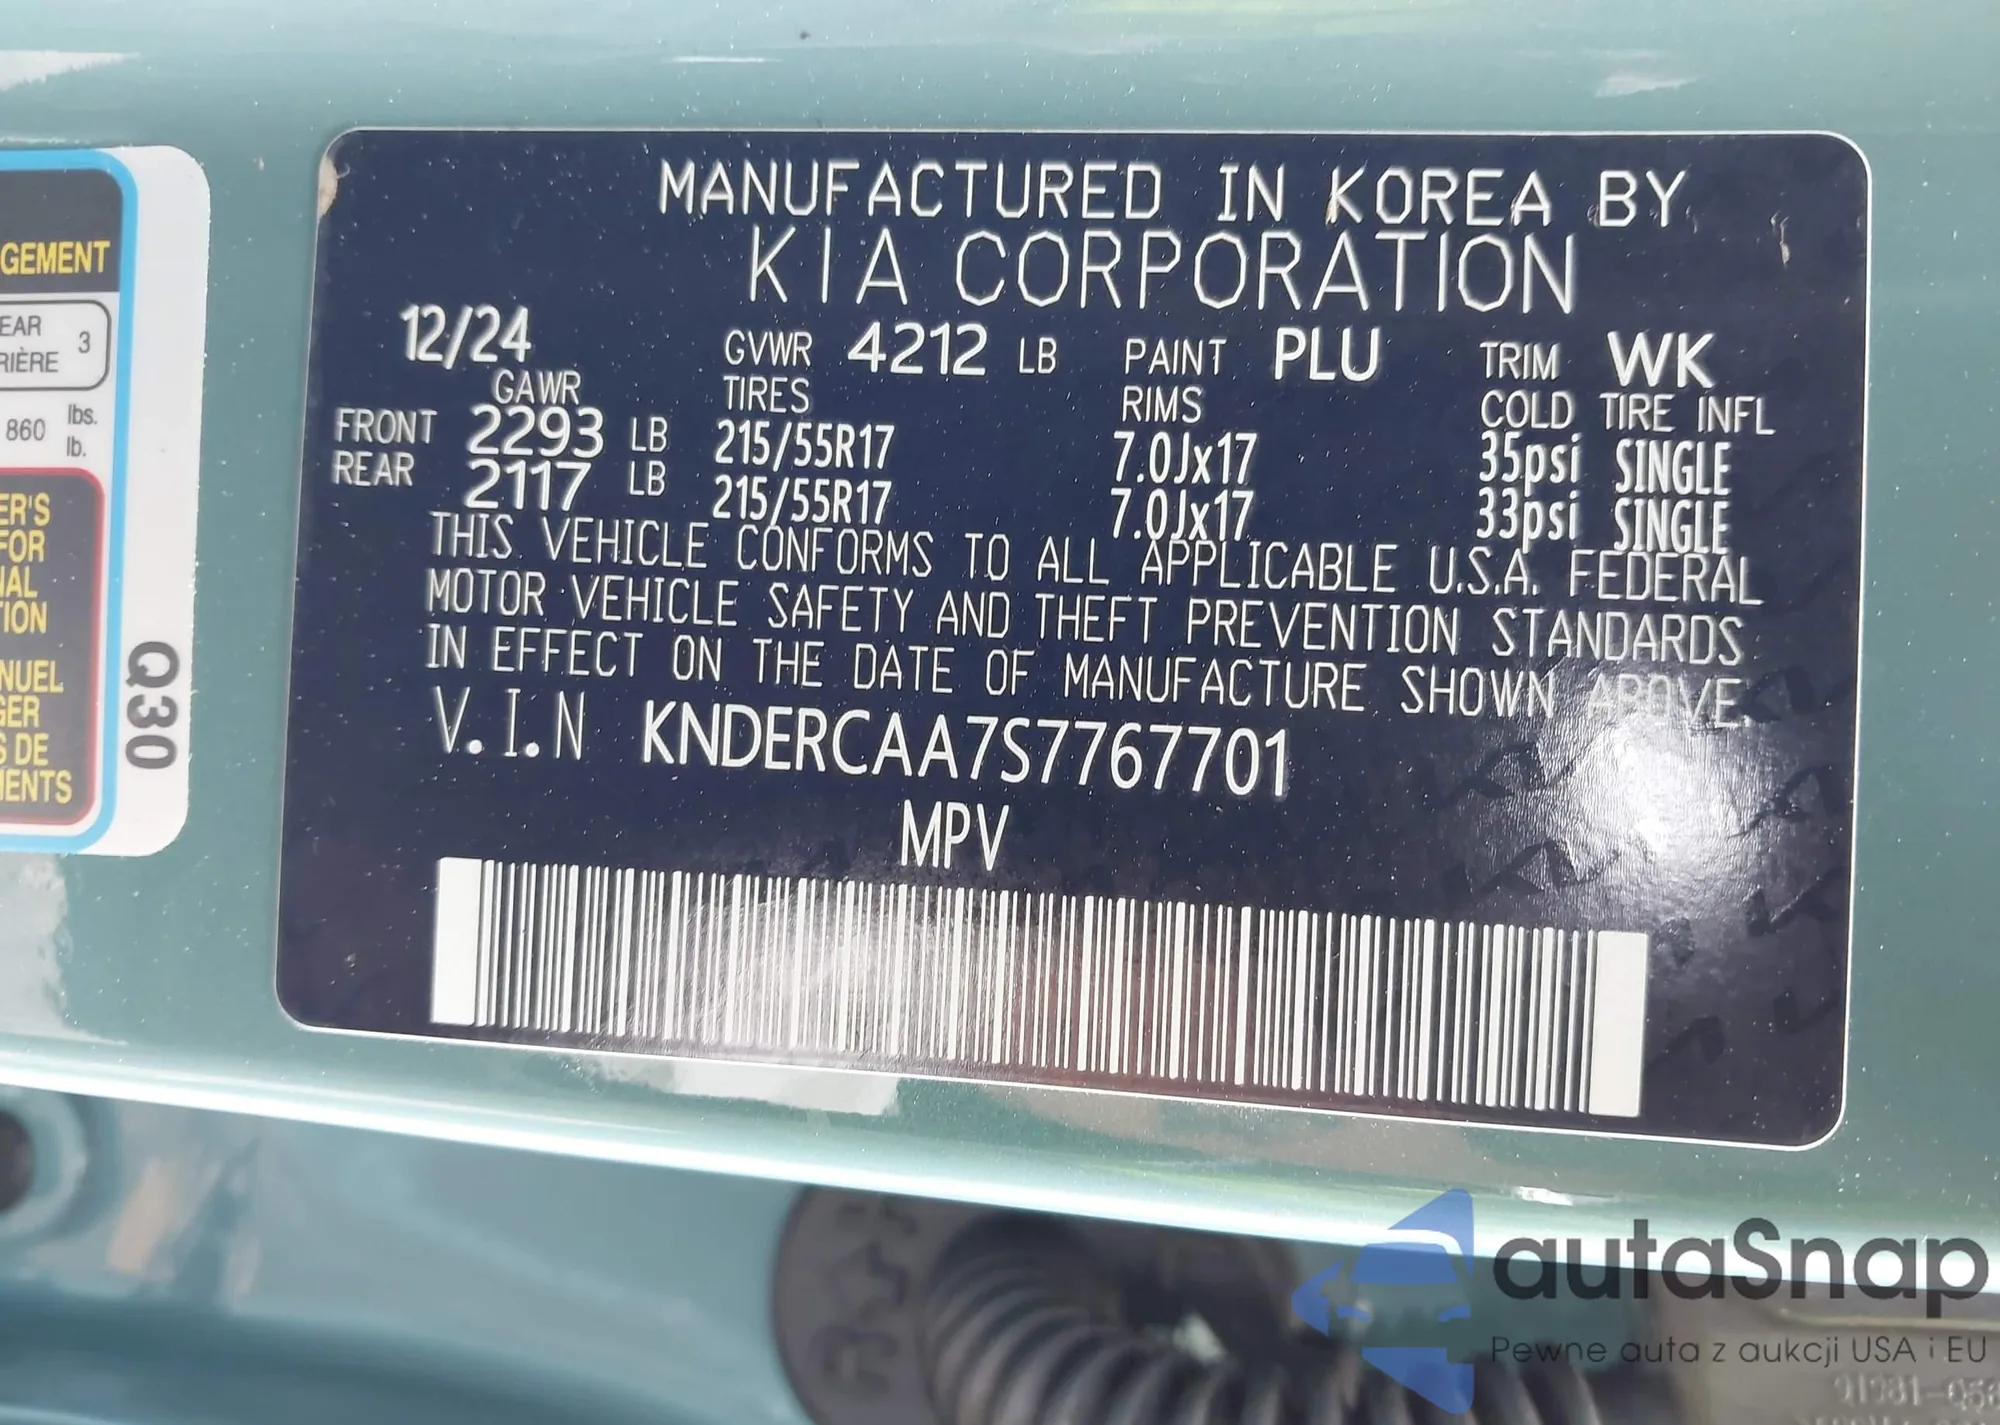 MANUFACTURED IN KOREA BY
KIA CORPORATION
12/24 GVWR 4212 LB PAINT PLU TRIM WK
GAWR TIRES RIMS COLD TIRE INFL
FRONT 2293 LB 215/55R17 7.0Jx17 35psi SINGLE
REAR 2117 LB 215/55R17 7.0Jx17 33psi SINGLE
THIS VEHICLE CONFORMS TO ALL APPLICABLE U.S.A. FEDERAL
MOTOR VEHICLE SAFETY AND THEFT PREVENTION STANDARDS
IN EFFECT ON THE DATE OF MANUFACTURE SHOWN ABOVE.
V.I.N KNDERCAA7S7767701
MPV
GEMENT
EAR
RIÈRE 3
860 lbs.
lb.
ER'S
FOR
NAL
TION
NUEL
GER
S DE
MENTS
Q30
autaSnap
Pewne auta z aukcji USA i EU